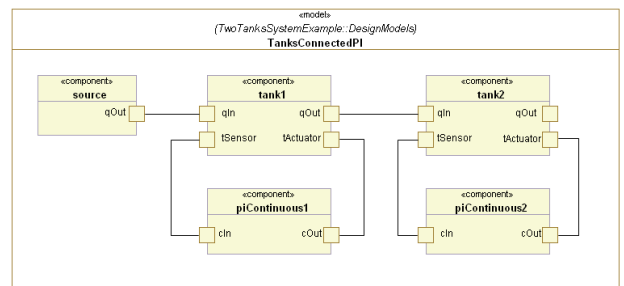 «model»
(TwoTanksSystemExample::DesignModels)
TanksConnectedPI
«component»
source
qOut
«component»
tank1
qIn qOut
tSensor tActuator
«component»
tank2
qIn qOut
tSensor tActuator
«component»
piContinuous1
cIn cOut
«component»
piContinuous2
cIn cOut